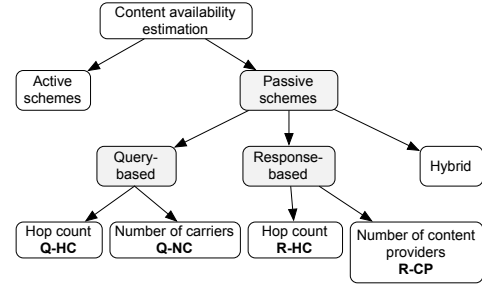 Content availability
estimation
Active
schemes
Passive
schemes
Query-
based
Response-
based
Hybrid
Hop count
Q-HC
Number of carriers
Q-NC
Hop count
R-HC
Number of content
providers
R-CP